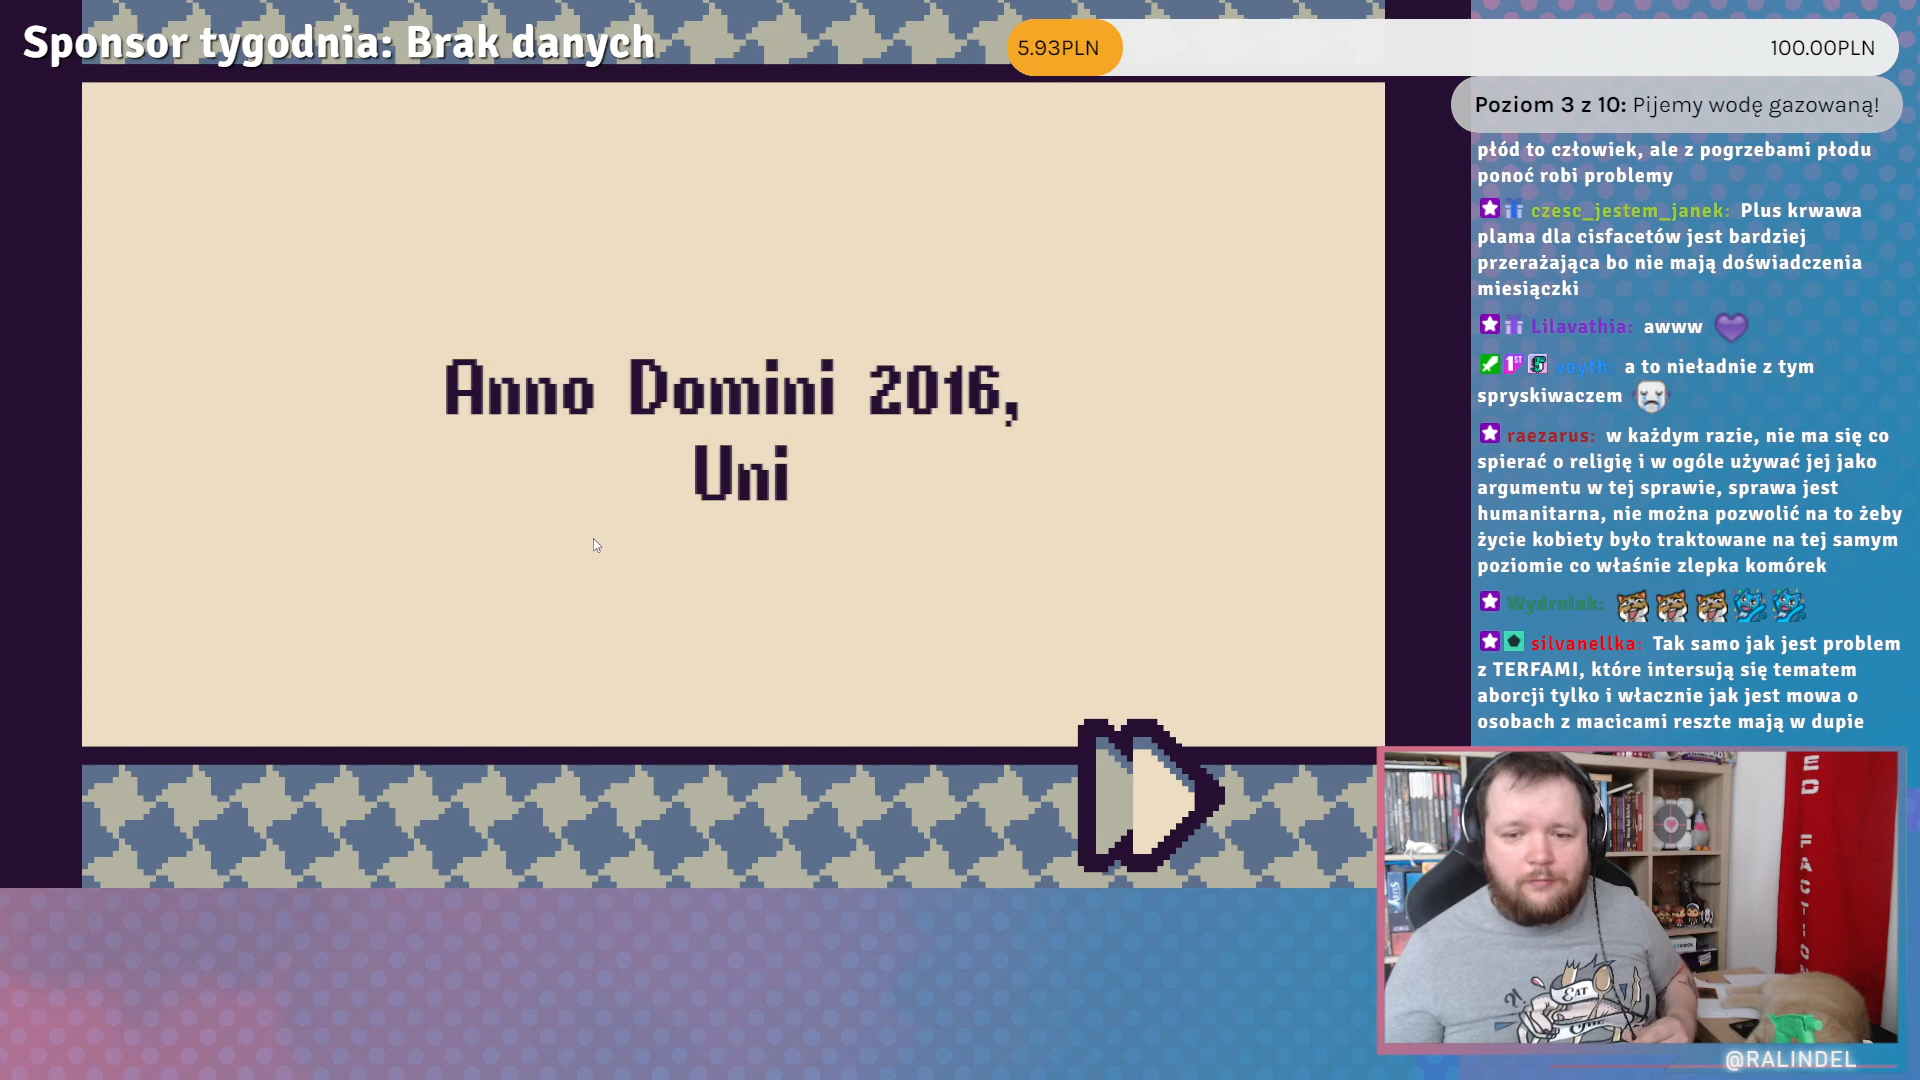 Sponsor tygodnia: Brak danych
5.93PLN
100.00PLN
Poziom 3 z 10: Pijemy wodę gazowaną!
płód to człowiek, ale z pogrzebami płodu
ponoć robi problemy
czesc_jestem_janek: Plus krwawa
plama dla cisfacetów jest bardziej
przerażająca bo nie mają doświadczenia
miesiączki
Lilavathia: awww
1ST voyth: a to nieładnie z tym
spryskiwaczem
raezarus: w każdym razie, nie ma się co
spierać o religię i w ogóle używać jej jako
argumentu w tej sprawie, sprawa jest
humanitarna, nie można pozwolić na to żeby
życie kobiety było traktowane na tej samym
poziomie co właśnie zlepka komórek
Wydrolak:
silvanellka: Tak samo jak jest problem
z TERFAMI, które intersują się tematem
aborcji tylko i włacznie jak jest mowa o
osobach z macicami reszte mają w dupie
Anno Domini 2016,
Uni
EAT
@RALINDEL